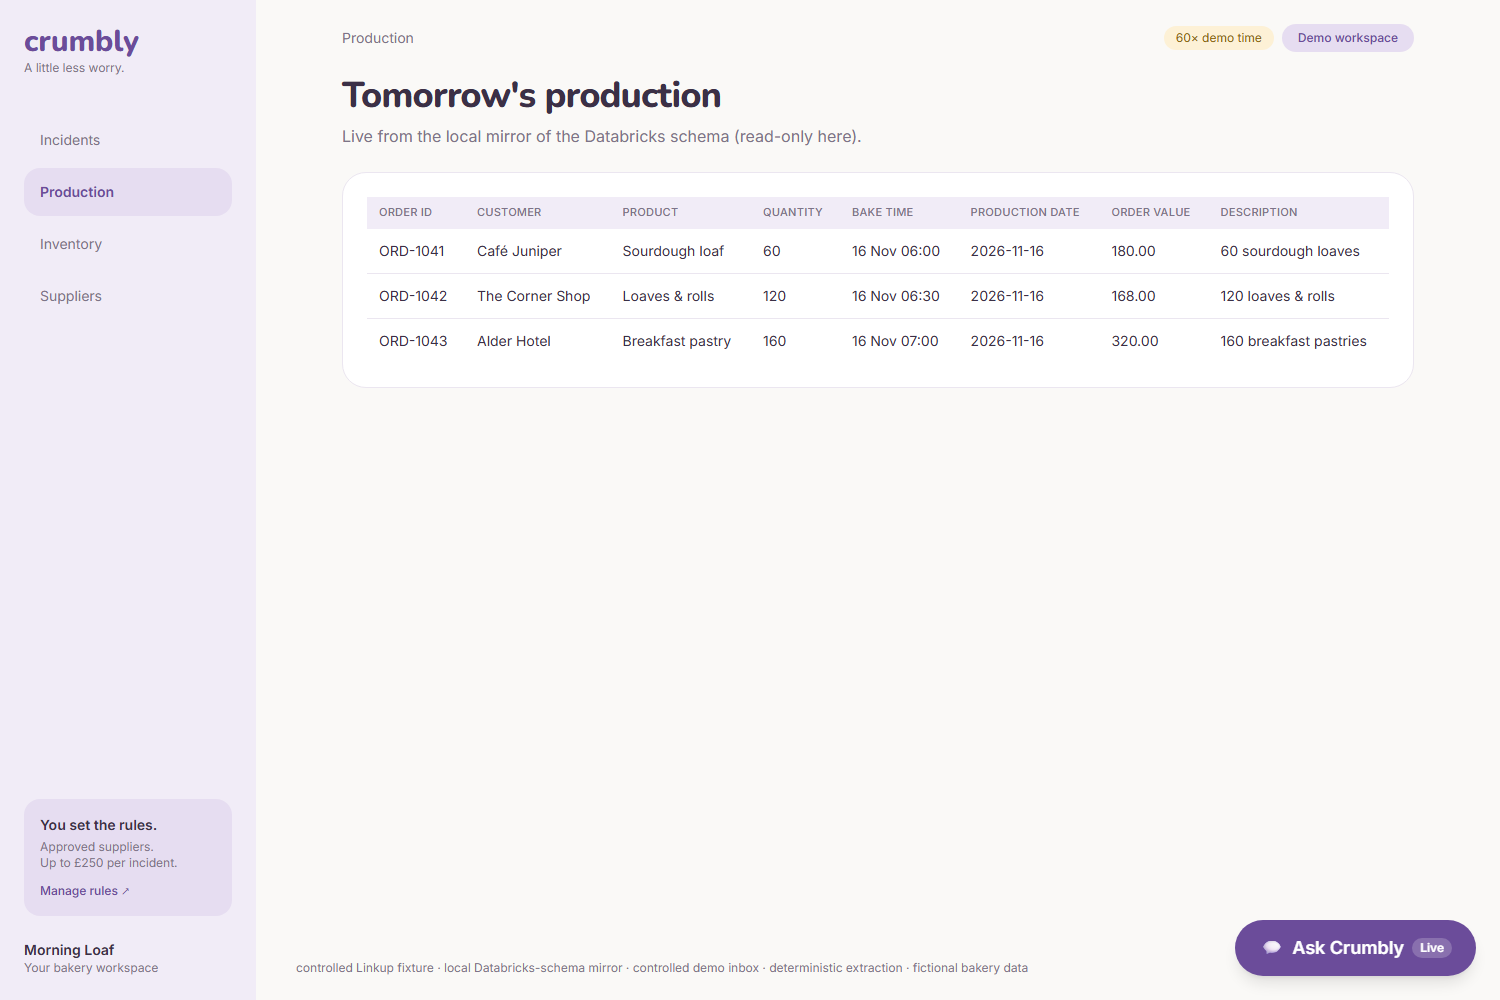 crumbly
A little less worry.
Incidents
Production
Inventory
Suppliers
You set the rules.
Approved suppliers.
Up to £250 per incident.
Manage rules ↗
Morning Loaf
Your bakery workspace
Production
60× demo time
Demo workspace
Tomorrow's production
Live from the local mirror of the Databricks schema (read-only here).
ORDER ID CUSTOMER PRODUCT QUANTITY BAKE TIME PRODUCTION DATE ORDER VALUE DESCRIPTION
ORD-1041 Café Juniper Sourdough loaf 60 16 Nov 06:00 2026-11-16 180.00 60 sourdough loaves
ORD-1042 The Corner Shop Loaves & rolls 120 16 Nov 06:30 2026-11-16 168.00 120 loaves & rolls
ORD-1043 Alder Hotel Breakfast pastry 160 16 Nov 07:00 2026-11-16 320.00 160 breakfast pastries
controlled Linkup fixture · local Databricks-schema mirror · controlled demo inbox · deterministic extraction · fictional bakery data
Ask Crumbly Live